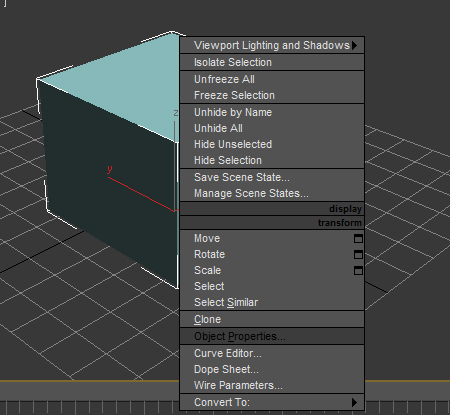 ]
Viewport Lighting and Shadows
Isolate Selection
Unfreeze All
Freeze Selection
Unhide by Name
Unhide All
Hide Unselected
Hide Selection
Save Scene State...
Manage Scene States...
display
transform
Move
Rotate
Scale
Select
Select Similar
Clone
Object Properties...
Curve Editor...
Dope Sheet...
Wire Parameters...
Convert To:
z
y